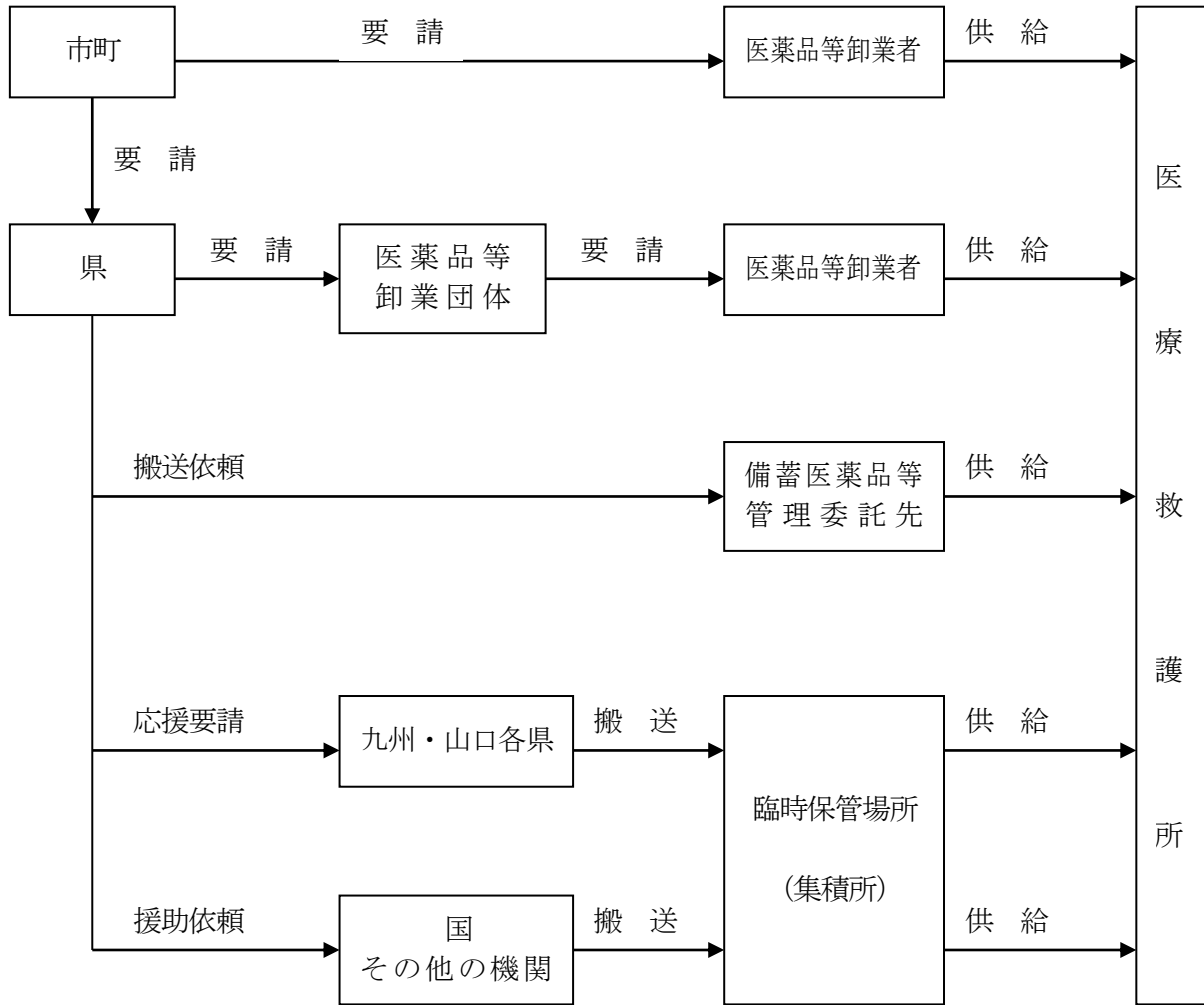 市町
要 請
医薬品等卸業者
供 給
要 請
県
要 請
医薬品等
卸業団体
要 請
医薬品等卸業者
供 給
搬送依頼
備蓄医薬品等
管理委託先
供 給
応援要請
九州・山口各県
搬 送
臨時保管場所
（集積所）
供 給
援助依頼
国
その他の機関
搬 送
供 給
医療救護所